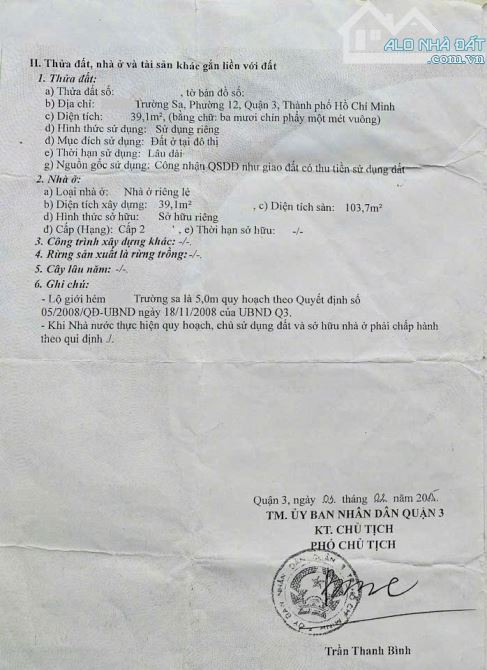 ALO NHÀ ĐẤT
.com.vn
II. Thửa đất, nhà ở và tài sản khác gắn liền với đất
1. Thửa đất:
a) Thửa đất số: , tờ bản đồ số:
b) Địa chỉ: Trường Sa, Phường 12, Quận 3, Thành phố Hồ Chí Minh
c) Diện tích: 39,1m², (bằng chữ: ba mươi chín phẩy một mét vuông)
d) Hình thức sử dụng: Sử dụng riêng
đ) Mục đích sử dụng: Đất ở tại đô thị
e) Thời hạn sử dụng: Lâu dài
g) Nguồn gốc sử dụng: Công nhận QSDĐ như giao đất có thu tiền sử dụng đất
2. Nhà ở:
a) Loại nhà ở: Nhà ở riêng lẻ
b) Diện tích xây dựng: 39,1m² , c) Diện tích sàn: 103,7m²
d) Hình thức sở hữu: Sở hữu riêng
đ) Cấp (Hạng): Cấp 2 , e) Thời hạn sở hữu: -/-
3. Công trình xây dựng khác: -/-.
4. Rừng sản xuất là rừng trồng: -/-.
5. Cây lâu năm: -/-.
6. Ghi chú:
- Lộ giới hẻm Trường sa là 5,0m quy hoạch theo Quyết định số
05/2008/QĐ-UBND ngày 18/11/2008 của UBND Q3.
- Khi Nhà nước thực hiện quy hoạch, chủ sử dụng đất và sở hữu nhà ở phải chấp hành
theo qui định ./.
Quận 3, ngày tháng 02 năm 2015
TM. ỦY BAN NHÂN DÂN QUẬN 3
KT. CHỦ TỊCH
PHÓ CHỦ TỊCH
Trần Thanh Bình